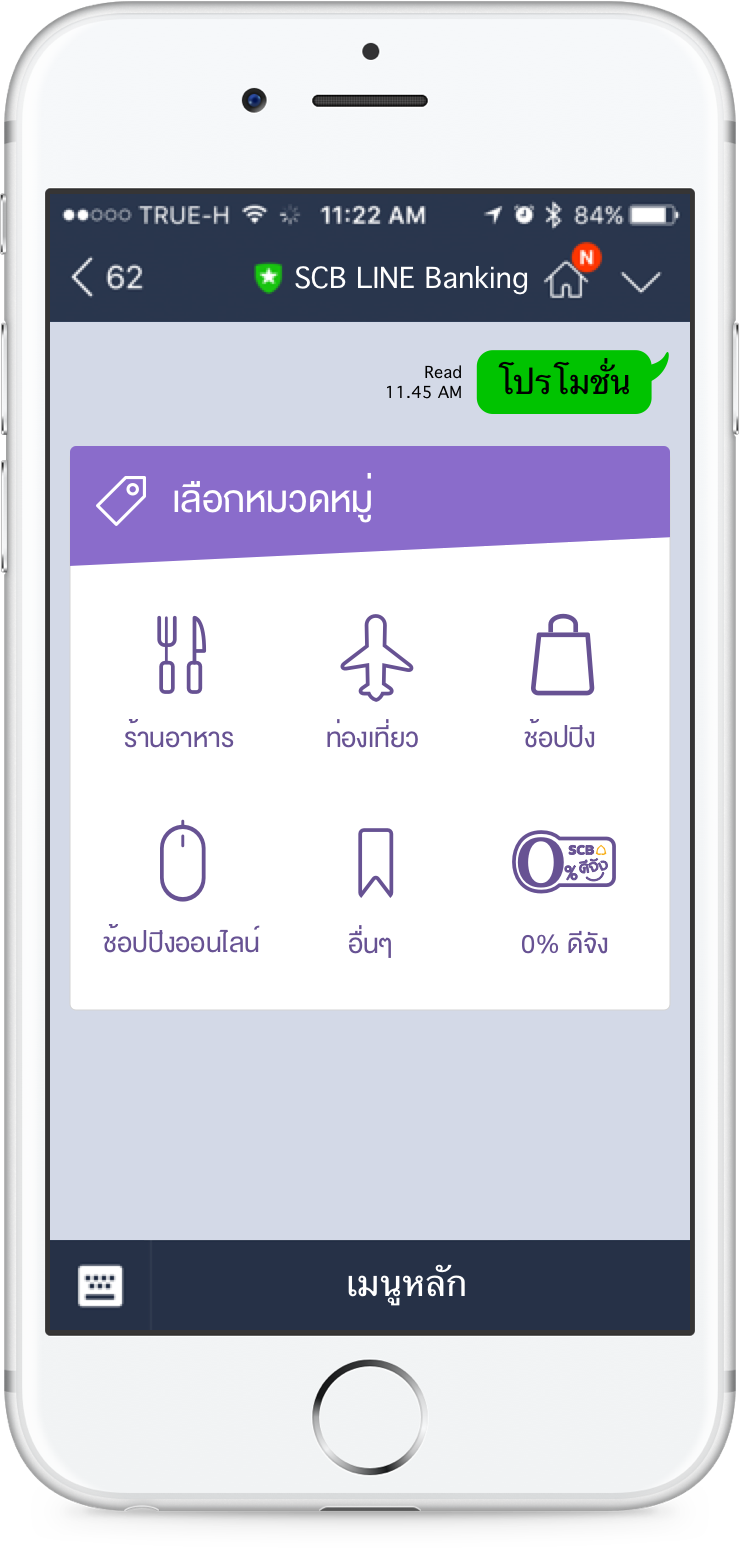 TRUE-H 11:22 AM 84%
62 SCB LINE Banking N
Read
11.45 AM
โปรโมชั่น
เลือกหมวดหมู่
ร้านอาหาร ท่องเที่ยว ช้อปปิง
SCB
0% ดีจัง
ช้อปปิงออนไลน์ อื่นๆ 0% ดีจัง
เมนูหลัก